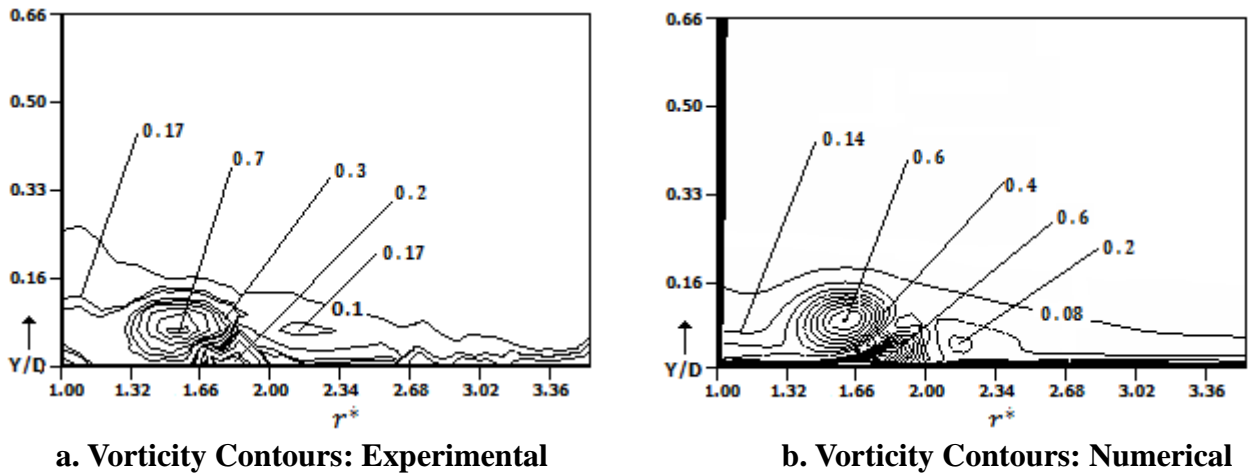 0.66
0.50
0.33
0.16
Y/D
0.17
0.7
0.3
0.2
0.17
0.1
1.00 1.32 1.66 2.00 2.34 2.68 3.02 3.36
r*
a. Vorticity Contours: Experimental
0.66
0.50
0.33
0.16
Y/D
0.14
0.6
0.4
0.6
0.2
0.08
1.00 1.32 1.66 2.00 2.34 2.68 3.02 3.36
r*
b. Vorticity Contours: Numerical